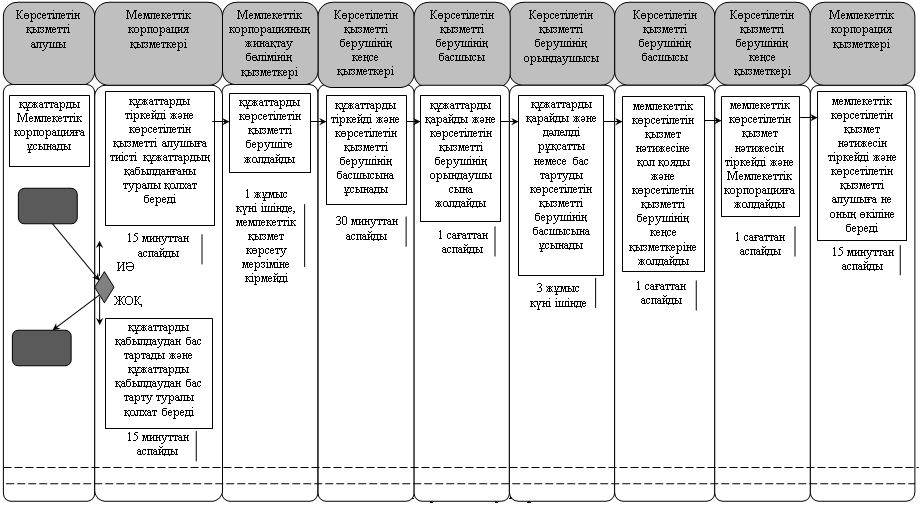 Көрсетілетін
қызметті
алушы
Мемлекеттік
корпорация
қызметкері
Мемлекеттік
корпорацияның
жинақтау
бөлімінің
қызметкері
Көрсетілетін
қызметті
берушінің
кеңсе
қызметкері
Көрсетілетін
қызметті
берушінің
басшысы
Көрсетілетін
қызметті
берушінің
орындаушысы
Көрсетілетін
қызметті
берушінің
басшысы
Көрсетілетін
қызметті
берушінің
кеңсе
қызметкері
Мемлекеттік
корпорация
қызметкері
құжаттарды
Мемлекеттік
корпорацияға
ұсынады
құжаттарды
тіркейді және
көрсетілетін
қызметті алушыға
тиісті құжаттардың
қабылданғаны
туралы қолхат
береді
15 минуттан
аспайды
ИӘ
ЖОҚ
құжаттарды
қабылдаудан бас
тартады және
құжаттарды
қабылдаудан бас
тарту туралы
қолхат береді
15 минуттан
аспайды
құжаттарды
көрсетілетін
қызметті
берушіге
жолдайды
1 жұмыс
күні ішінде,
мемлекеттік
қызмет
көрсету
мерзіміне
кірмейді
құжаттарды
тіркейді және
көрсетілетін
қызметті
берушінің
басшысына
ұсынады
30 минуттан
аспайды
құжаттарды
қарайды және
көрсетілетін
қызметті
берушінің
орындаушы
сына
жолдайды
1 сағаттан
аспайды
құжаттарды
қарайды және
дәлелді
рұқсатты
немесе бас
тартуды
көрсетілетін
қызметті
берушінің
басшысына
ұсынады
3 жұмыс
күні ішінде
мемлекеттік
көрсетілетін
қызмет
нәтижесіне
қол қояды
және
көрсетілетін
қызметті
берушінің
кеңсе
қызметкеріне
жолдайды
1 сағаттан
аспайды
мемлекеттік
көрсетілетін
қызмет
нәтижесін
тіркейді және
Мемлекеттік
корпорацияға
жолдайды
1 сағаттан
аспайды
мемлекеттік
көрсетілетін
қызмет
нәтижесін
тіркейді және
көрсетілетін
қызметті
алушыға не
оның өкіліне
береді
15 минуттан
аспайды